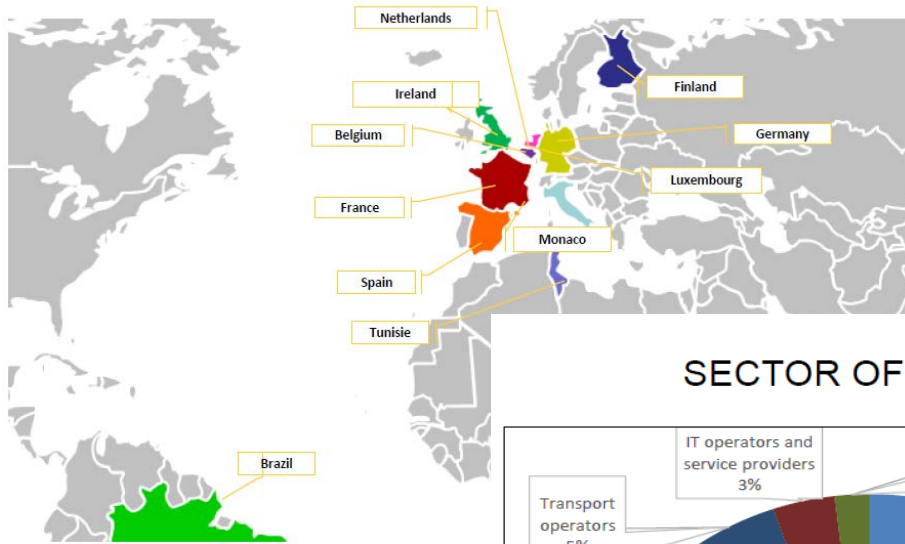 Netherlands
Finland
Ireland
Belgium
Germany
Luxembourg
France
Monaco
Spain
Tunisie
Brazil
SECTOR OF
IT operators and
service providers
3%
Transport
operators
5%